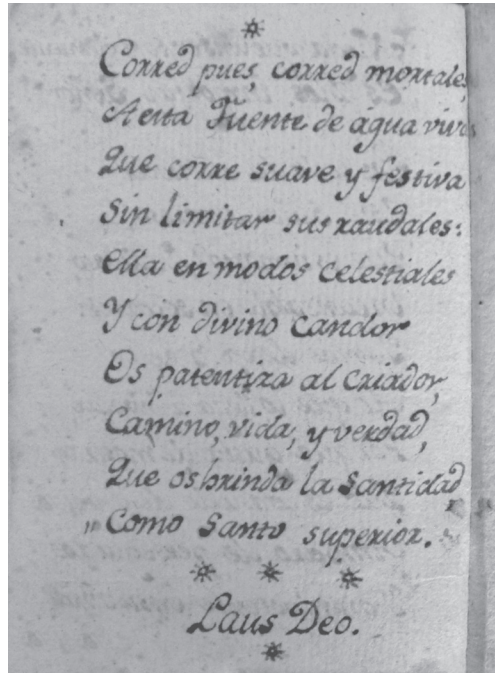 Corred pues, corred mortales,
A esta Fuente de agua viva
Que corre suave y festiva
Sin limitar sus raudales:
Ella en modos Celestiales
Y con divino Candor
Os patentiza al Criador,
Camino, vida, y verdad,
Que os brinda la Santidad
„ Como Santo superior.
Laus Deo.